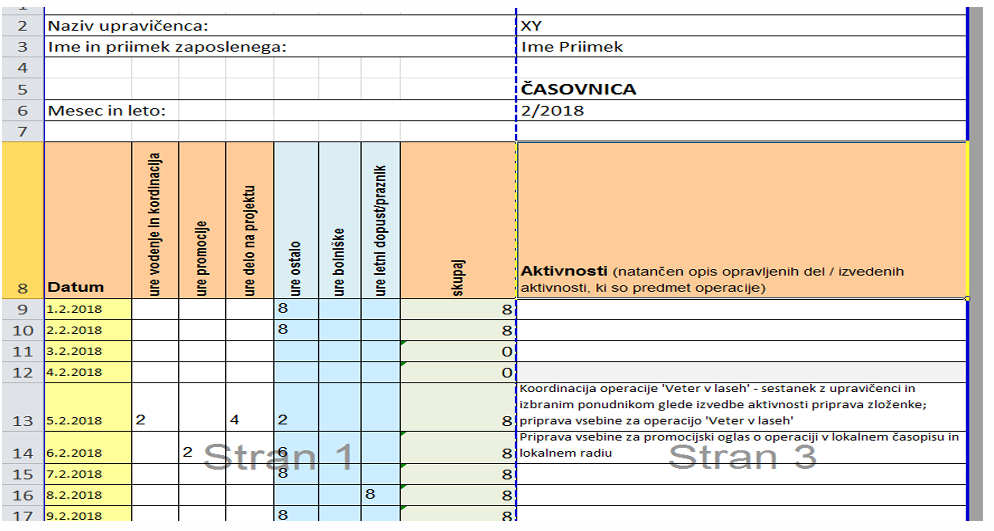 1
2 Naziv upravičenca: XY
3 Ime in priimek zaposlenega: Ime Priimek
4
5 ČASOVNICA
6 Mesec in leto: 2/2018
7
8 Datum ure vodenje in kordinacija ure promocije ure delo na projektu ure ostalo ure bolniške ure letni dopust/praznik skupaj Aktivnosti (natančen opis opravljenih del / izvedenih
aktivnosti, ki so predmet operacije)
9 1.2.2018 8 8
10 2.2.2018 8 8
11 3.2.2018 0
12 4.2.2018 0
Koordinacija operacije 'Veter v laseh' - sestanek z upravičenci in
izbranim ponudnikom glede izvedbe aktivnosti priprava zloženke;
13 5.2.2018 2 4 2 8 priprava vsebine za operacijo 'Veter v laseh'
Priprava vsebine za promocijski oglas o operaciji v lokalnem časopisu in
14 6.2.2018 2 6 8 lokalnem radiu
Stran 1 Stran 3
15 7.2.2018 8 8
16 8.2.2018 8 8
17 9.2.2018 8 8